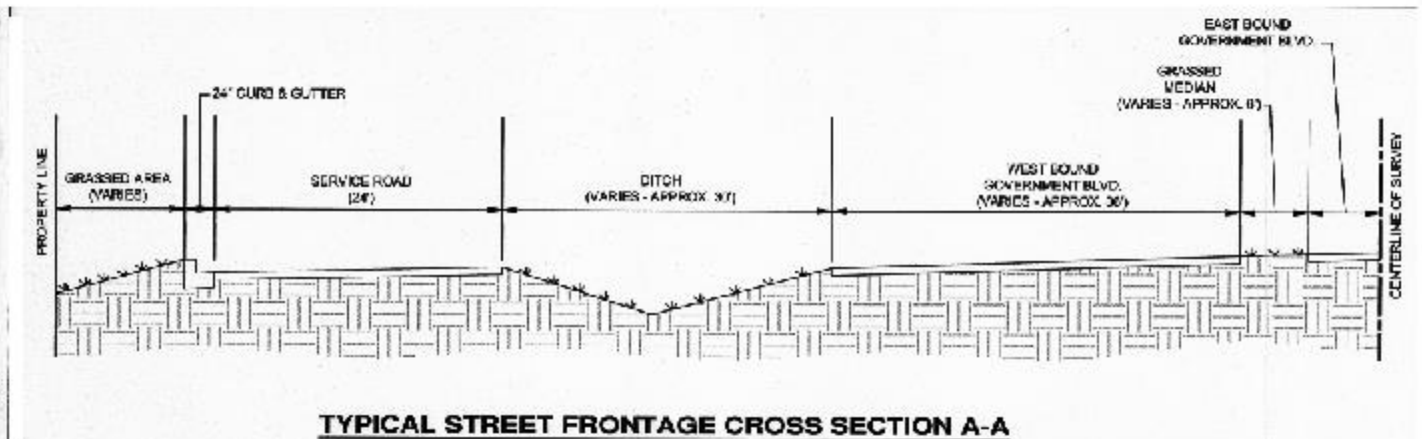 EAST BOUND
GOVERNMENT BLVD.
GRASSED
MEDIAN
(VARIES - APPROX. 6')
24" CURB & GUTTER
PROPERTY LINE
GRASSED AREA
(VARIES)
SERVICE ROAD
(24')
DITCH
(VARIES - APPROX. 30')
WEST BOUND
GOVERNMENT BLVD.
(VARIES - APPROX. 36')
CENTERLINE OF SURVEY
TYPICAL STREET FRONTAGE CROSS SECTION A-A